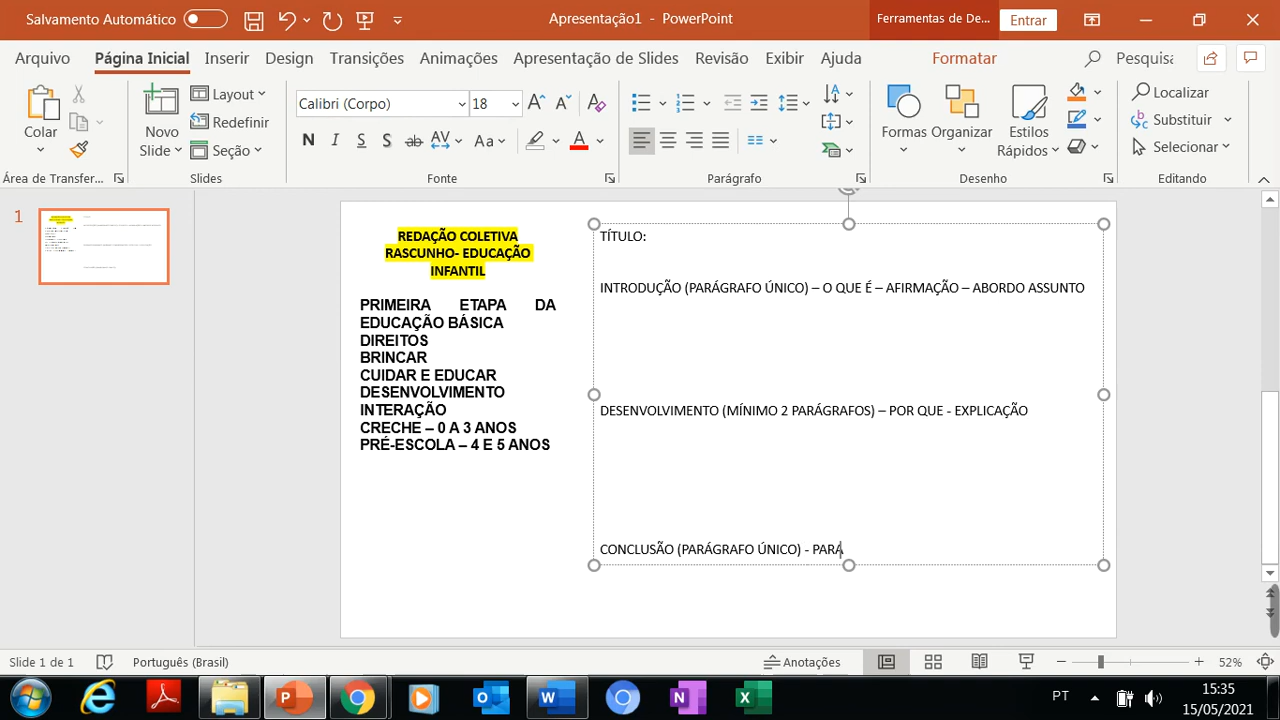 Salvamento Automático
Apresentação1 - PowerPoint
Ferramentas de De...
Entrar
Arquivo Página Inicial Inserir Design Transições Animações Apresentação de Slides Revisão Exibir Ajuda Formatar Pesquisa
Colar
Novo Slide
Layout
Redefinir
Seção
Calibri (Corpo) 18
N I S S ab AV Aa A
Formas
Organizar
Estilos Rápidos
Localizar
Substituir
Selecionar
Área de Transfer... Slides Fonte Parágrafo Desenho Editando
1
REDAÇÃO COLETIVA
RASCUNHO- EDUCAÇÃO
INFANTIL
PRIMEIRA ETAPA DA
EDUCAÇÃO BÁSICA
DIREITOS
BRINCAR
CUIDAR E EDUCAR
DESENVOLVIMENTO
INTERAÇÃO
CRECHE – 0 A 3 ANOS
PRÉ-ESCOLA – 4 E 5 ANOS
TÍTULO:
INTRODUÇÃO (PARÁGRAFO ÚNICO) – O QUE É – AFIRMAÇÃO – ABORDO ASSUNTO
DESENVOLVIMENTO (MÍNIMO 2 PARÁGRAFOS) – POR QUE - EXPLICAÇÃO
CONCLUSÃO (PARÁGRAFO ÚNICO) - PARA
Slide 1 de 1
Português (Brasil)
Anotações
52%
PT
15:35
15/05/2021